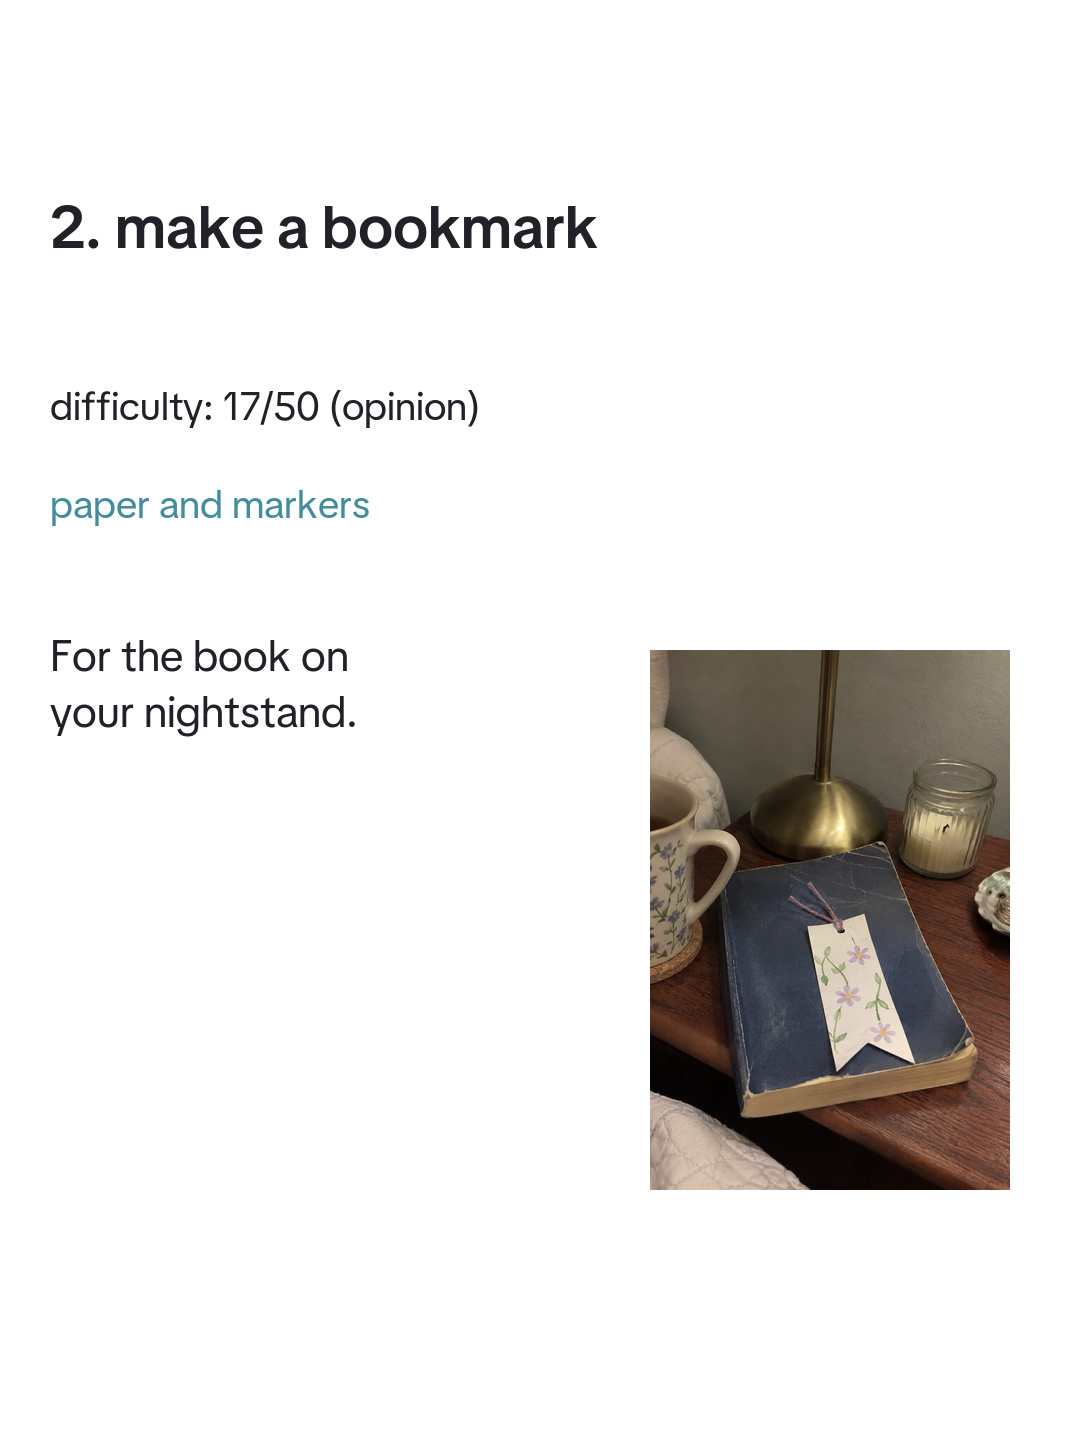 2. make a bookmark
difficulty: 17/50 (opinion)
paper and markers
For the book on
your nightstand.